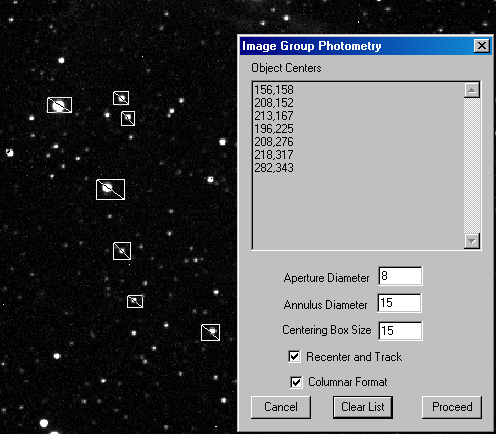 Image Group Photometry
Object Centers
156,158
208,152
213,167
196,225
208,276
218,317
282,343
Aperture Diameter 8
Annulus Diameter 15
Centering Box Size 15
Recenter and Track
Columnar Format
Cancel Clear List Proceed